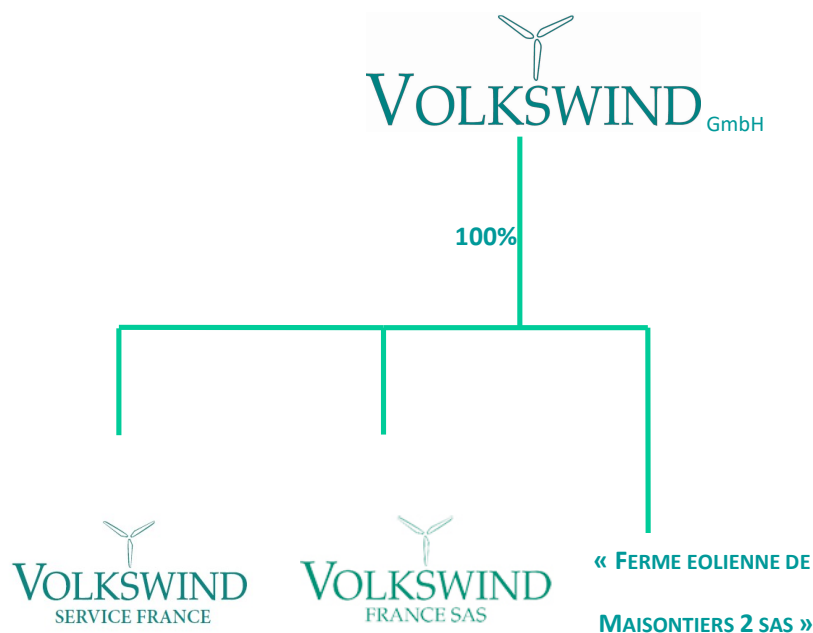 VOLKSWIND GmbH
100%
VOLKSWIND
SERVICE FRANCE
VOLKSWIND
FRANCE SAS
« FERME EOLIENNE DE
MAISONTIERS 2 SAS »